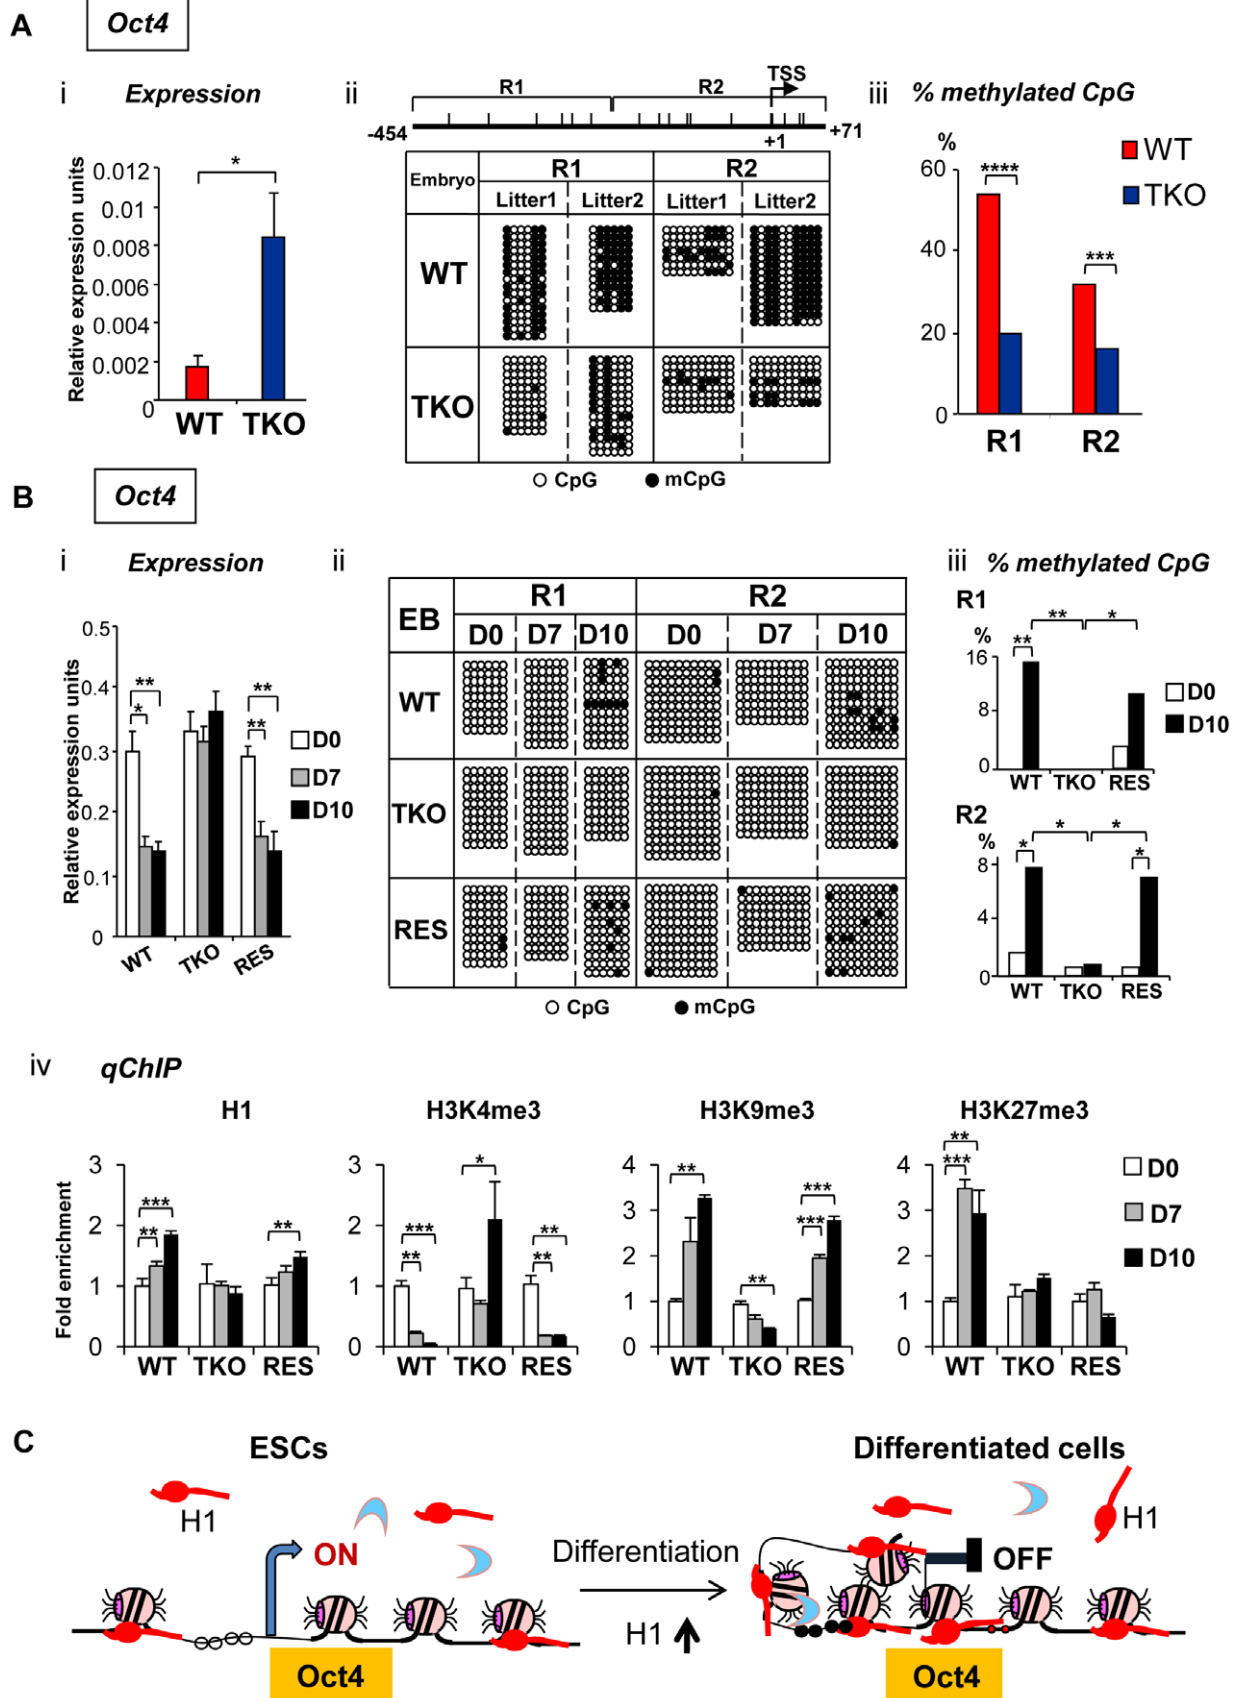 A
Oct4
i Expression
Relative expression units
0.012
0.01
0.008
0.006
0.004
0.002
0
*
WT TKO
ii
R1 R2 TSS
-454 +1 +71
Embryo R1 R2
Litter1 Litter2 Litter1 Litter2
WT
TKO
CpG mCpG
iii % methylated CpG
%
60
40
20
0
**** ***
WT
TKO
R1 R2
B
Oct4
i Expression
Relative expression units
0.5
0.4
0.3
0.2
0.1
0
** * ** **
D0
D7
D10
WT TKO RES
ii
EB R1 R2
D0 D7 D10 D0 D7 D10
WT
TKO
RES
CpG mCpG
iii % methylated CpG
R1
%
16
8
0
** ** *
D0
D10
WT TKO RES
R2
%
8
4
0
* * * *
WT TKO RES
iv qChIP
H1 H3K4me3 H3K9me3 H3K27me3
Fold enrichment
3
2
1
0
*** ** **
WT TKO RES
3
2
1
0
*** ** * ** **
WT TKO RES
4
3
2
1
0
** ** *** ***
WT TKO RES
4
3
2
1
0
** ***
WT TKO RES
D0
D7
D10
C
ESCs Differentiated cells
H1 H1
ON Differentiation OFF
H1
Oct4 Oct4